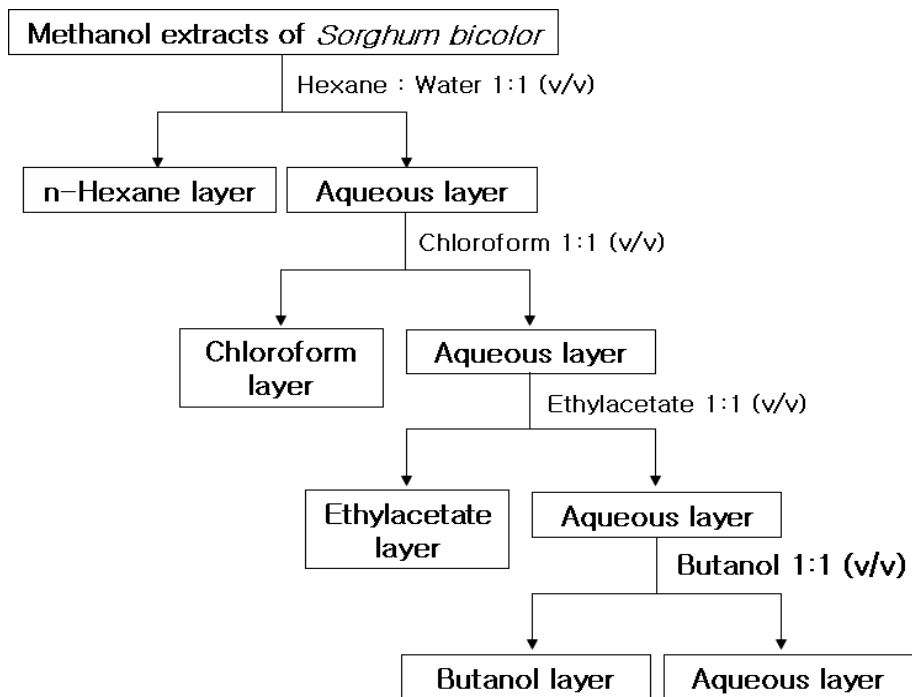 Methanol extracts of Sorghum bicolor
Hexane : Water 1:1 (v/v)
n-Hexane layer
Aqueous layer
Chloroform 1:1 (v/v)
Chloroform
layer
Aqueous layer
Ethylacetate 1:1 (v/v)
Ethylacetate
layer
Aqueous layer
Butanol 1:1 (v/v)
Butanol layer
Aqueous layer